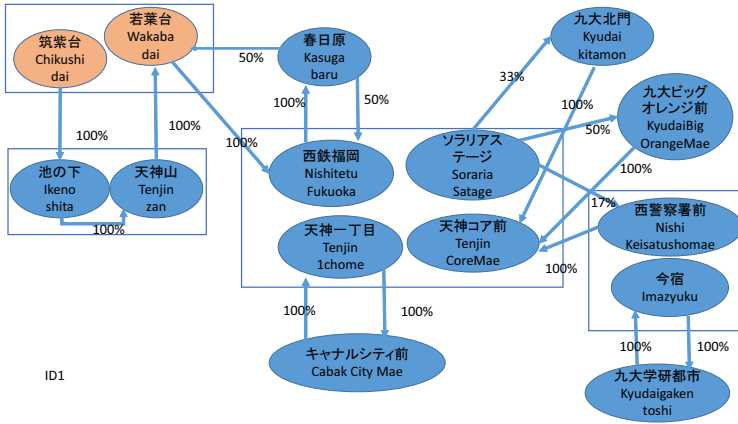 筑紫台
Chikushi
dai
若葉台
Wakaba
dai
50%
春日原
Kasuga
baru
九大北門
Kyudai
kitamon
33%
九大ビッグ
オレンジ前
KyudaiBig
OrangeMae
100%
100%
100%
50%
100%
50%
100%
100%
池の下
Ikeno
shita
天神山
Tenjin
zan
100%
西鉄福岡
Nishitetu
Fukuoka
ソラリアス
テージ
Soraria
Satage
17%
天神一丁目
Tenjin
1chome
天神コア前
Tenjin
CoreMae
西警察署前
Nishi
Keisatushomae
100%
今宿
Imazyuku
100%
100%
キャナルシティ前
Cabak City Mae
100%
100%
九大学研都市
Kyudaigaken
toshi
ID1